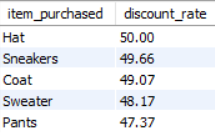 item_purchased discount_rate
Hat 50.00
Sneakers 49.66
Coat 49.07
Sweater 48.17
Pants 47.37